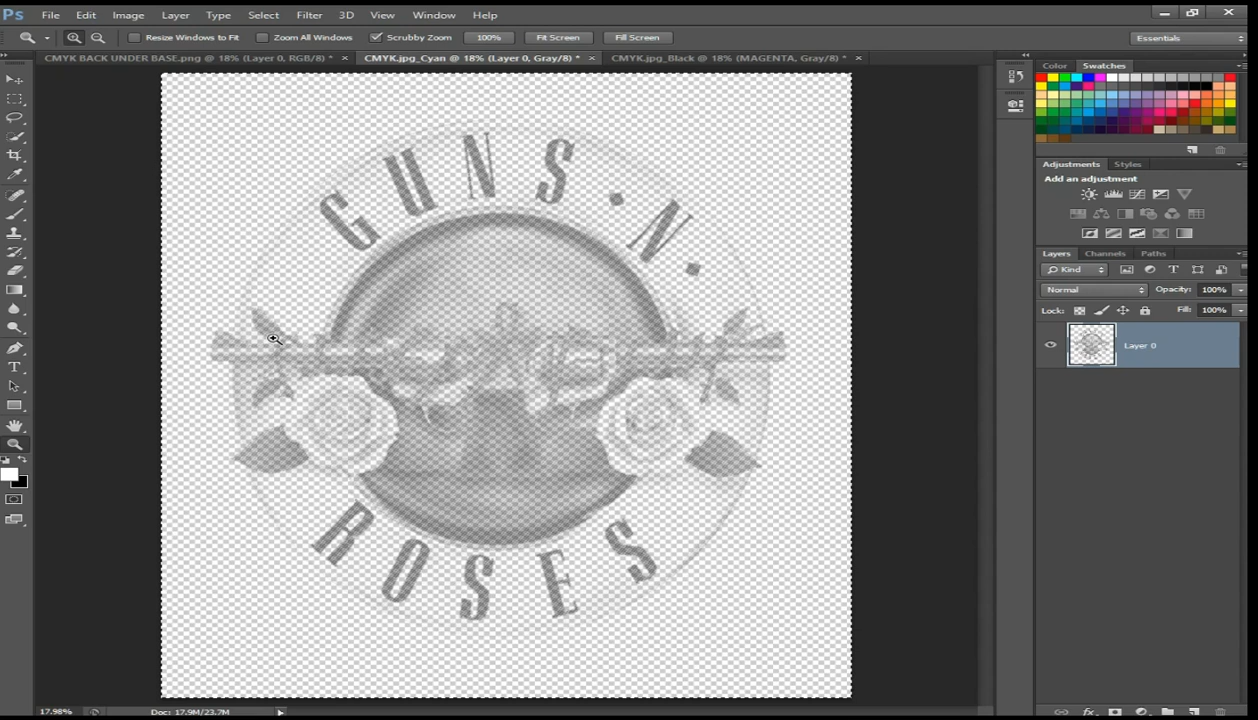 Ps File Edit Image Layer Type Select Filter 3D View Window Help
Resize Windows to Fit Zoom All Windows Scrubby Zoom 100% Fit Screen Fill Screen Essentials
CMYK BACK UNDER BASE.png @ 18% (Layer 0, RGB/8) * × CMYK.jpg_Cyan @ 18% (Layer 0, Gray/8) * × CMYK.jpg_Black @ 18% (MAGENTA, Gray/8) * ×
Color Swatches
Adjustments Styles
Add an adjustment
Layers Channels Paths
Kind
Normal Opacity: 100%
Lock: Fill: 100%
Layer 0
GUNS.N.
ROSES
17.98% Doc: 17.9M/23.7M